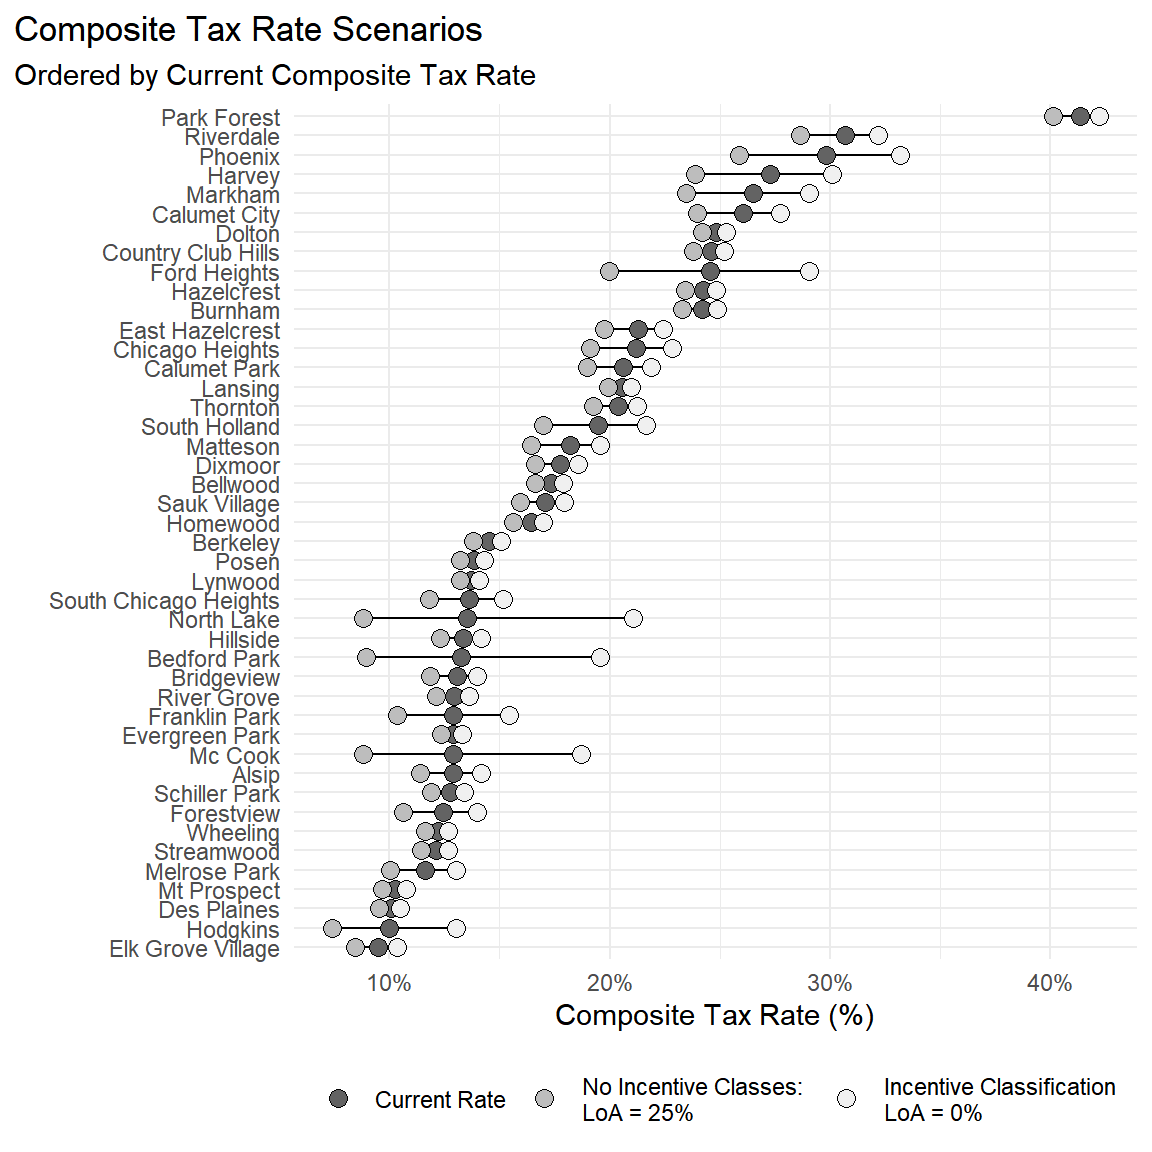 Composite Tax Rate Scenarios
Ordered by Current Composite Tax Rate
Park Forest
Riverdale
Phoenix
Harvey
Markham
Calumet City
Dolton
Country Club Hills
Ford Heights
Hazelcrest
Burnham
East Hazelcrest
Chicago Heights
Calumet Park
Lansing
Thornton
South Holland
Matteson
Dixmoor
Bellwood
Sauk Village
Homewood
Berkeley
Posen
Lynwood
South Chicago Heights
North Lake
Hillside
Bedford Park
Bridgeview
River Grove
Franklin Park
Evergreen Park
Mc Cook
Alsip
Schiller Park
Forestview
Wheeling
Streamwood
Melrose Park
Mt Prospect
Des Plaines
Hodgkins
Elk Grove Village
10% 20% 30% 40%
Composite Tax Rate (%)
Current Rate
No Incentive Classes:
LoA = 25%
Incentive Classification
LoA = 0%